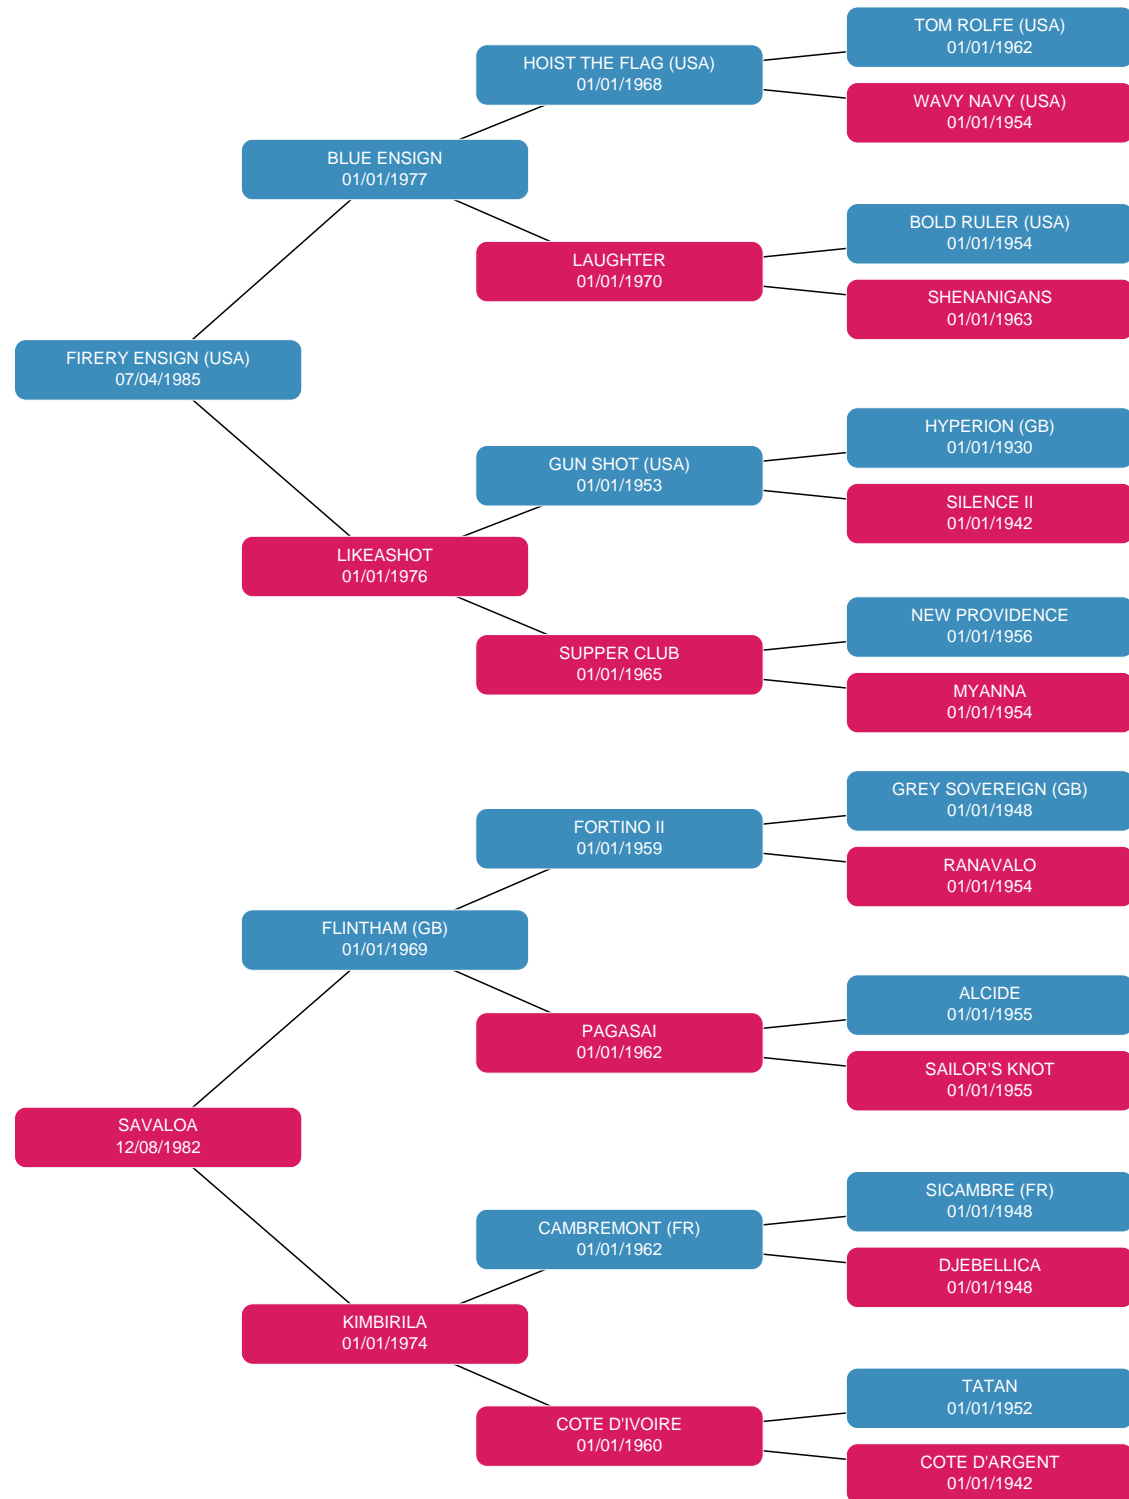 TOM ROLFE (USA)
01/01/1962
HOIST THE FLAG (USA)
01/01/1968
WAVY NAVY (USA)
01/01/1954
BLUE ENSIGN
01/01/1977
BOLD RULER (USA)
01/01/1954
LAUGHTER
01/01/1970
SHENANIGANS
01/01/1963
FIRERY ENSIGN (USA)
07/04/1985
HYPERION (GB)
01/01/1930
GUN SHOT (USA)
01/01/1953
SILENCE II
01/01/1942
LIKEASHOT
01/01/1976
NEW PROVIDENCE
01/01/1956
SUPPER CLUB
01/01/1965
MYANNA
01/01/1954
GREY SOVEREIGN (GB)
01/01/1948
FORTINO II
01/01/1959
RANAVALO
01/01/1954
FLINTHAM (GB)
01/01/1969
ALCIDE
01/01/1955
PAGASAI
01/01/1962
SAILOR'S KNOT
01/01/1955
SAVALOA
12/08/1982
SICAMBRE (FR)
01/01/1948
CAMBREMONT (FR)
01/01/1962
DJEBELLICA
01/01/1948
KIMBIRILA
01/01/1974
TATAN
01/01/1952
COTE D'IVOIRE
01/01/1960
COTE D'ARGENT
01/01/1942